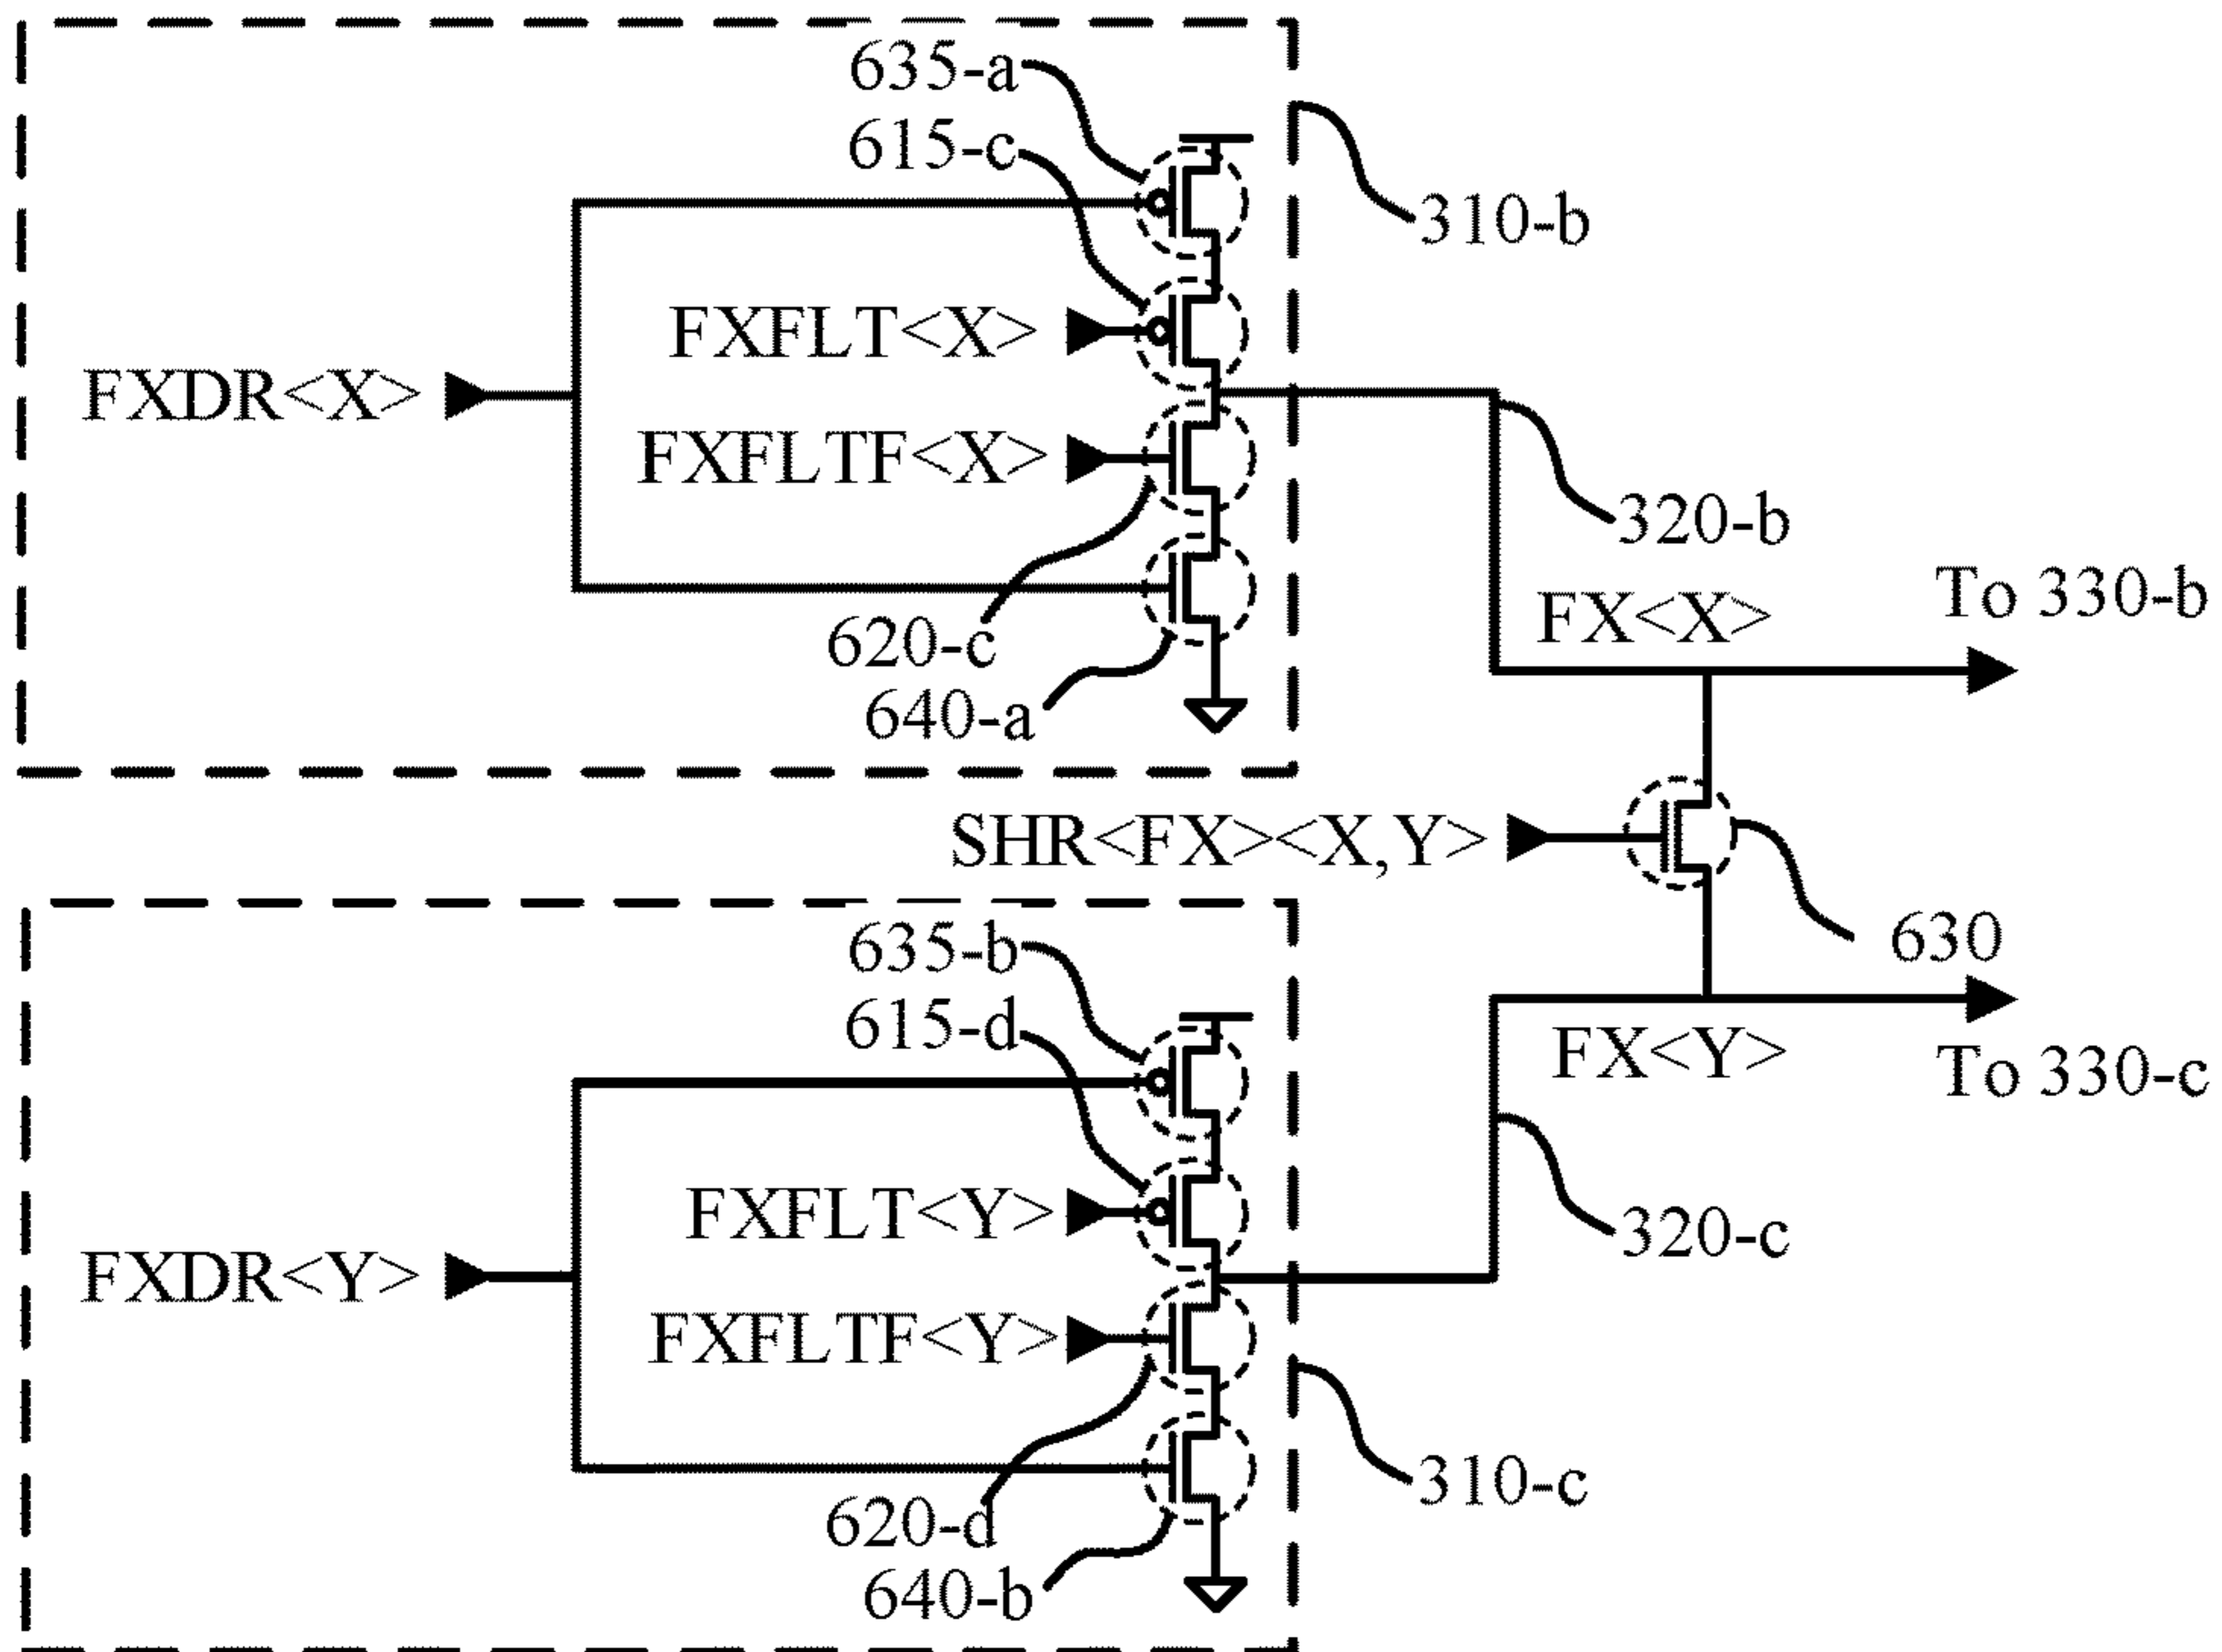 635-a
615-c
310-b
FXFLT<X>
FXDR<X>
FXFLTF<X>
320-b
To 330-b
FX<X>
620-c
640-a
SHR<FX><X,Y>
630
635-b
615-d
FX<Y>
To 330-c
FXFLT<Y>
320-c
FXDR<Y>
FXFLTF<Y>
310-c
620-d
640-b